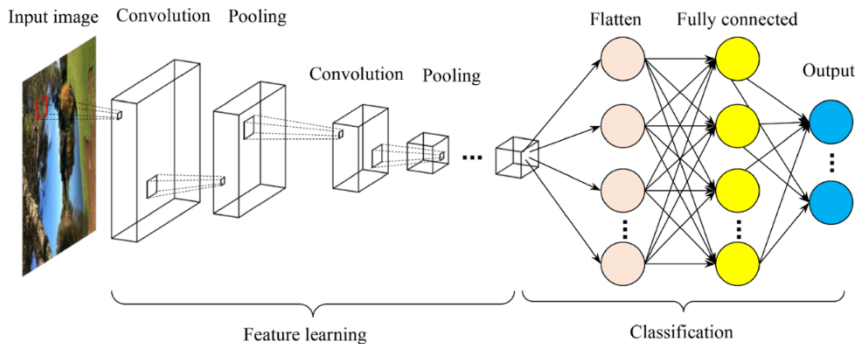 Input image
Convolution
Pooling
Convolution
Pooling
...
Flatten
Fully connected
Output
Feature learning
Classification